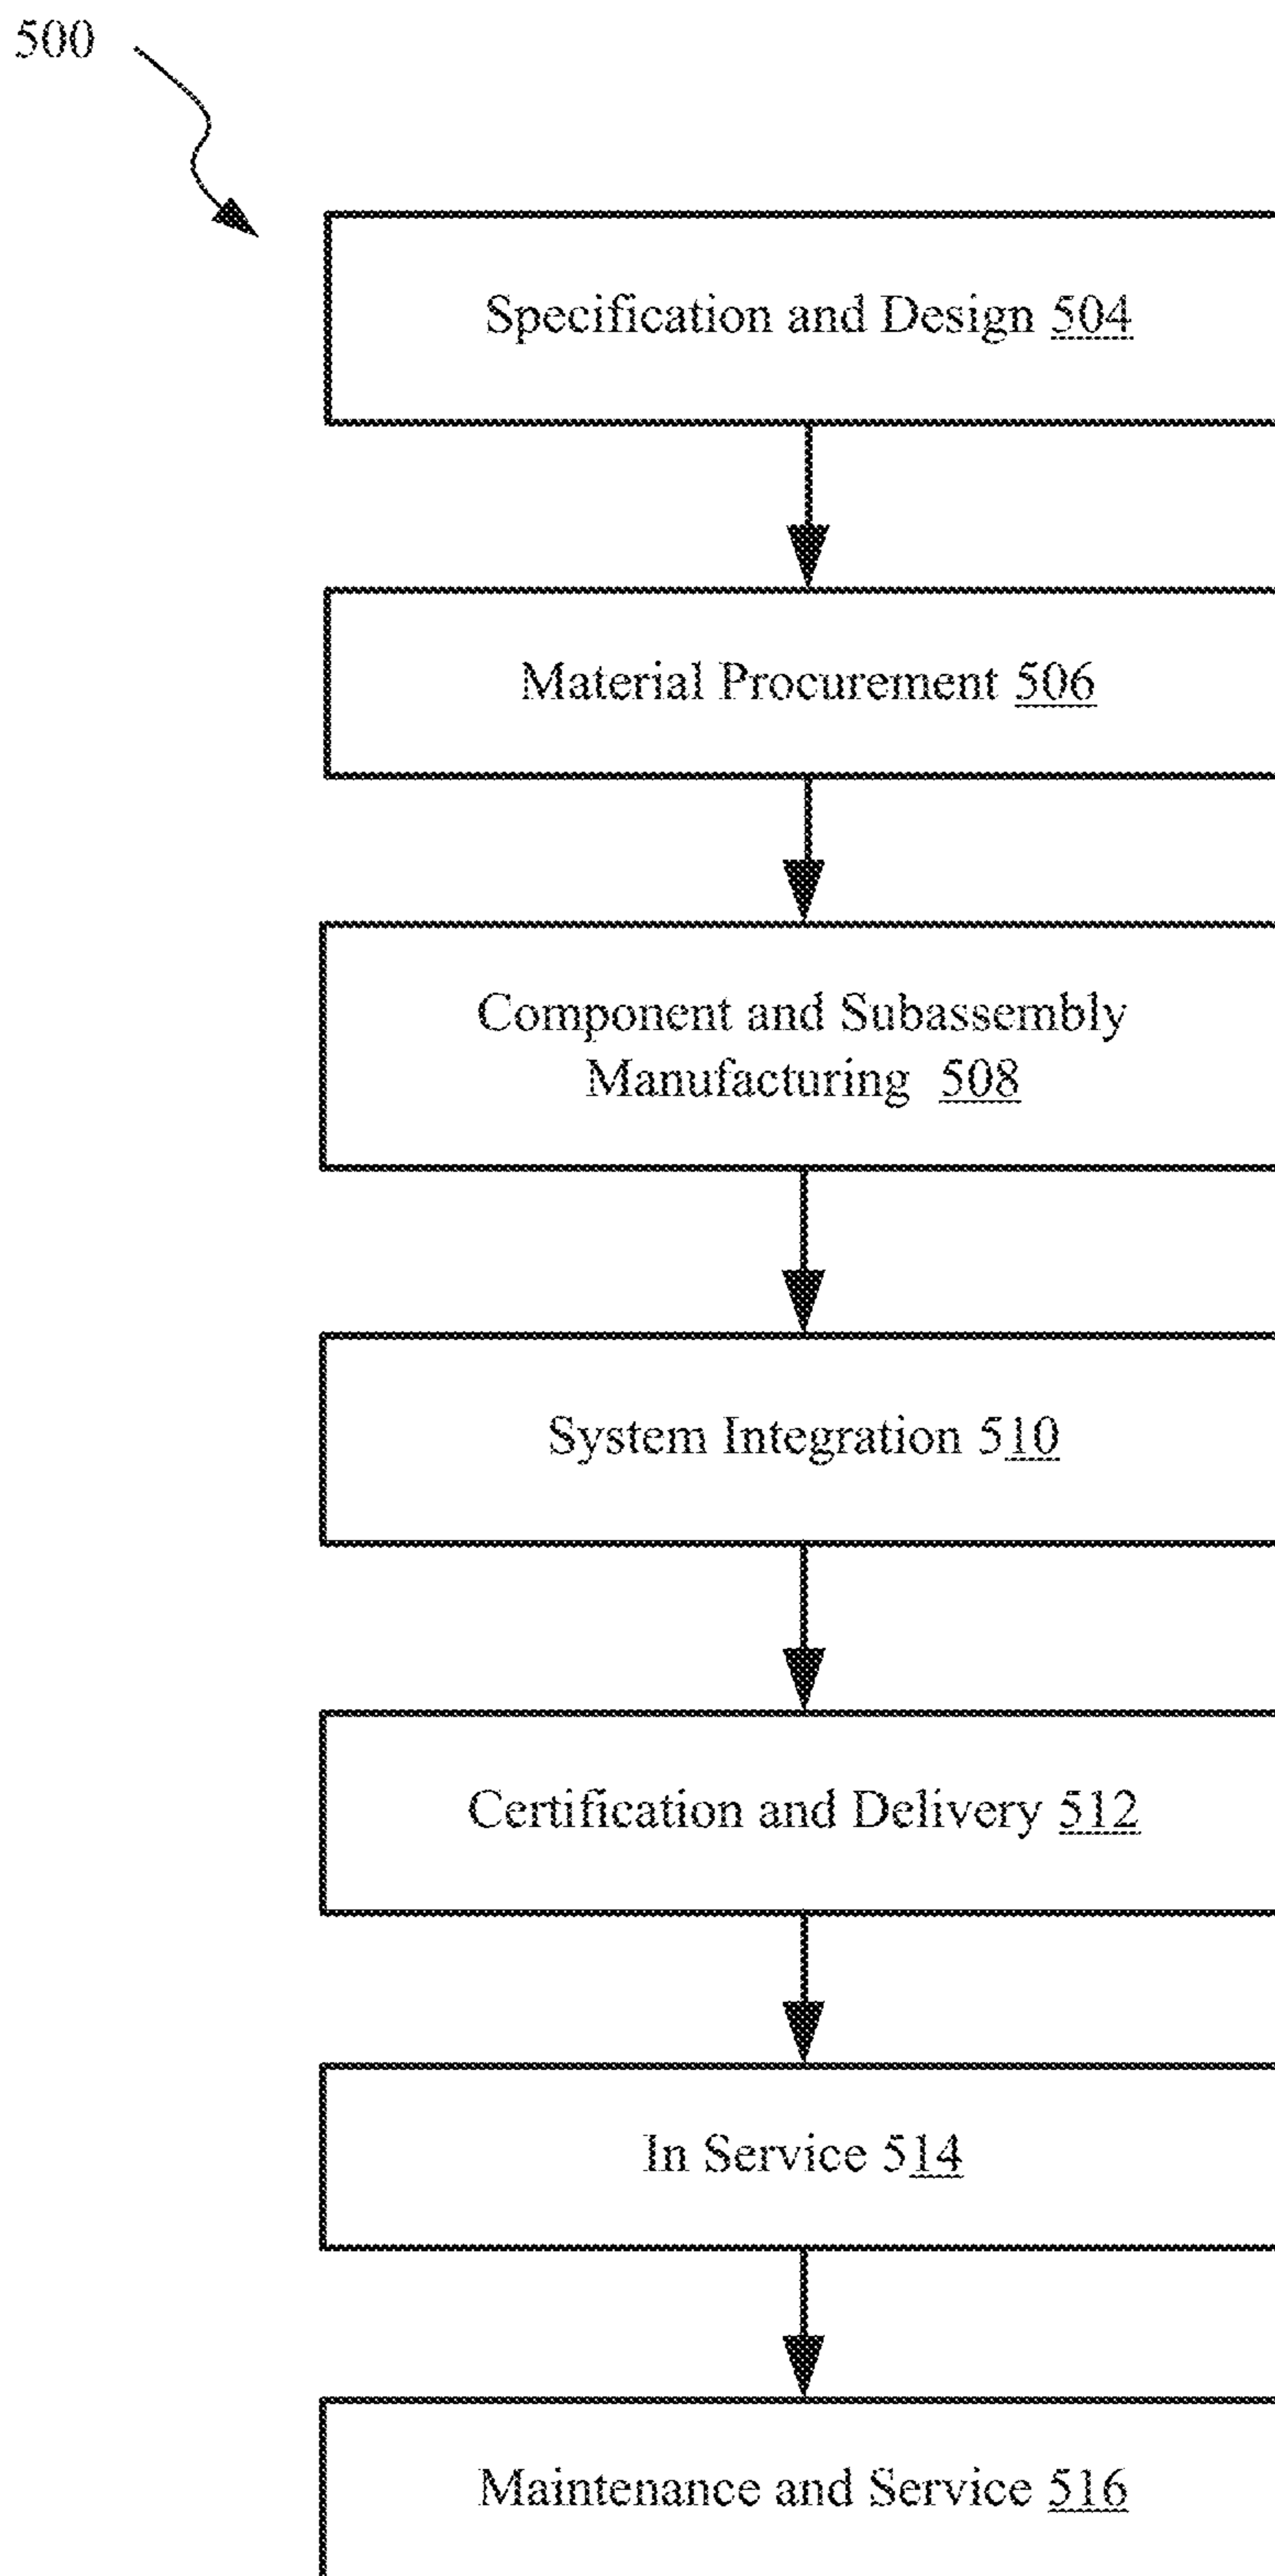 500
Specification and Design 504
Material Procurement 506
Component and Subassembly
Manufacturing 508
System Integration 510
Certification and Delivery 512
In Service 514
Maintenance and Service 516